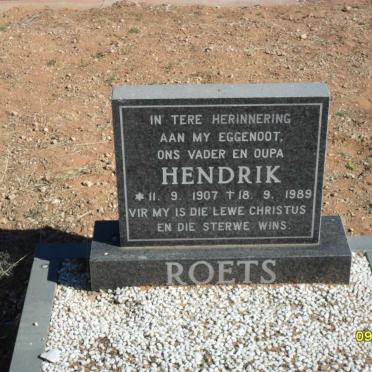 IN TERE HERINNERING
AAN MY EGGENOOT,
ONS VADER EN OUPA
HENDRIK
* 11. 9. 1907 † 18. 9. 1989
VIR MY IS DIE LEWE CHRISTUS
EN DIE STERWE WINS.
ROETS
09